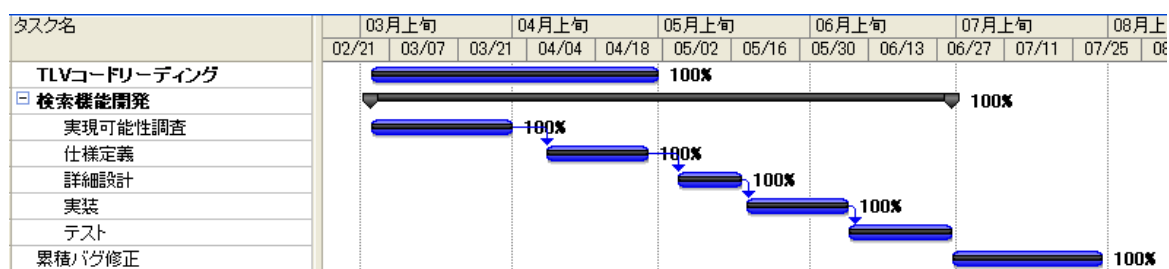 タスク名 03月上旬 04月上旬 05月上旬 06月上旬 07月上旬 08月上
02/21 03/07 03/21 04/04 04/18 05/02 05/16 05/30 06/13 06/27 07/11 07/25 08
TLVコードリーディング 100%
検索機能開発 100%
実現可能性調査 100%
仕様定義 100%
詳細設計 100%
実装 100%
テスト
累積バグ修正 100%